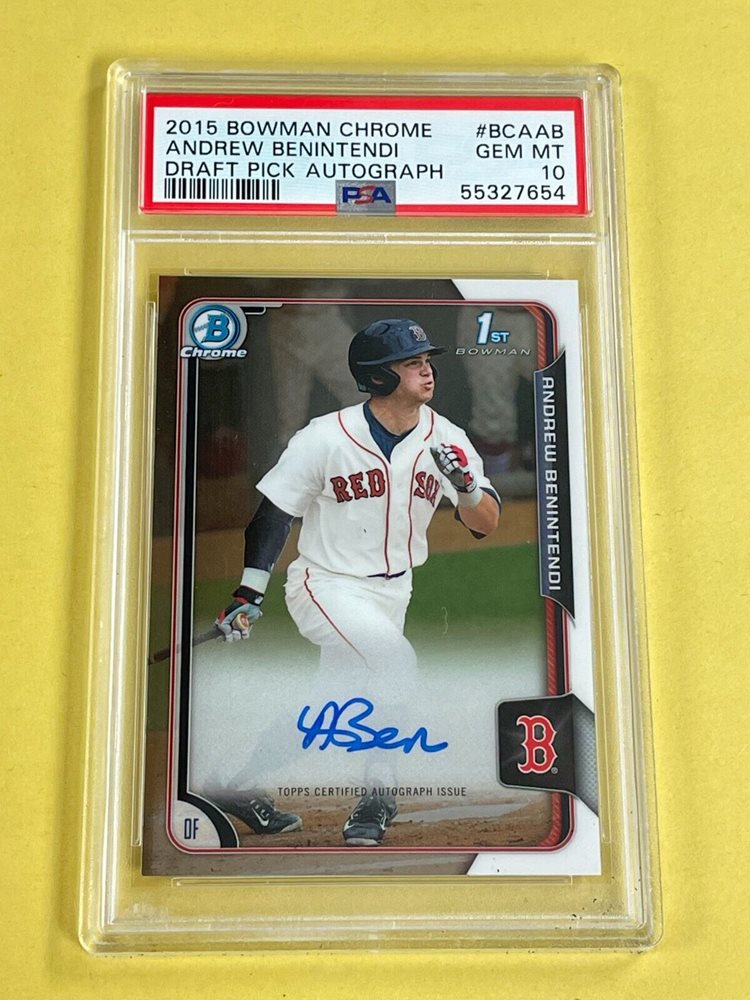 2015 BOWMAN CHROME #BCAAB
ANDREW BENINTENDI GEM MT
DRAFT PICK AUTOGRAPH 10
PSA 55327654
B
Chrome
1ST
BOWMAN
ANDREW BENINTENDI
B
RED SOX
ABen
B
TOPPS CERTIFIED AUTOGRAPH ISSUE
OF